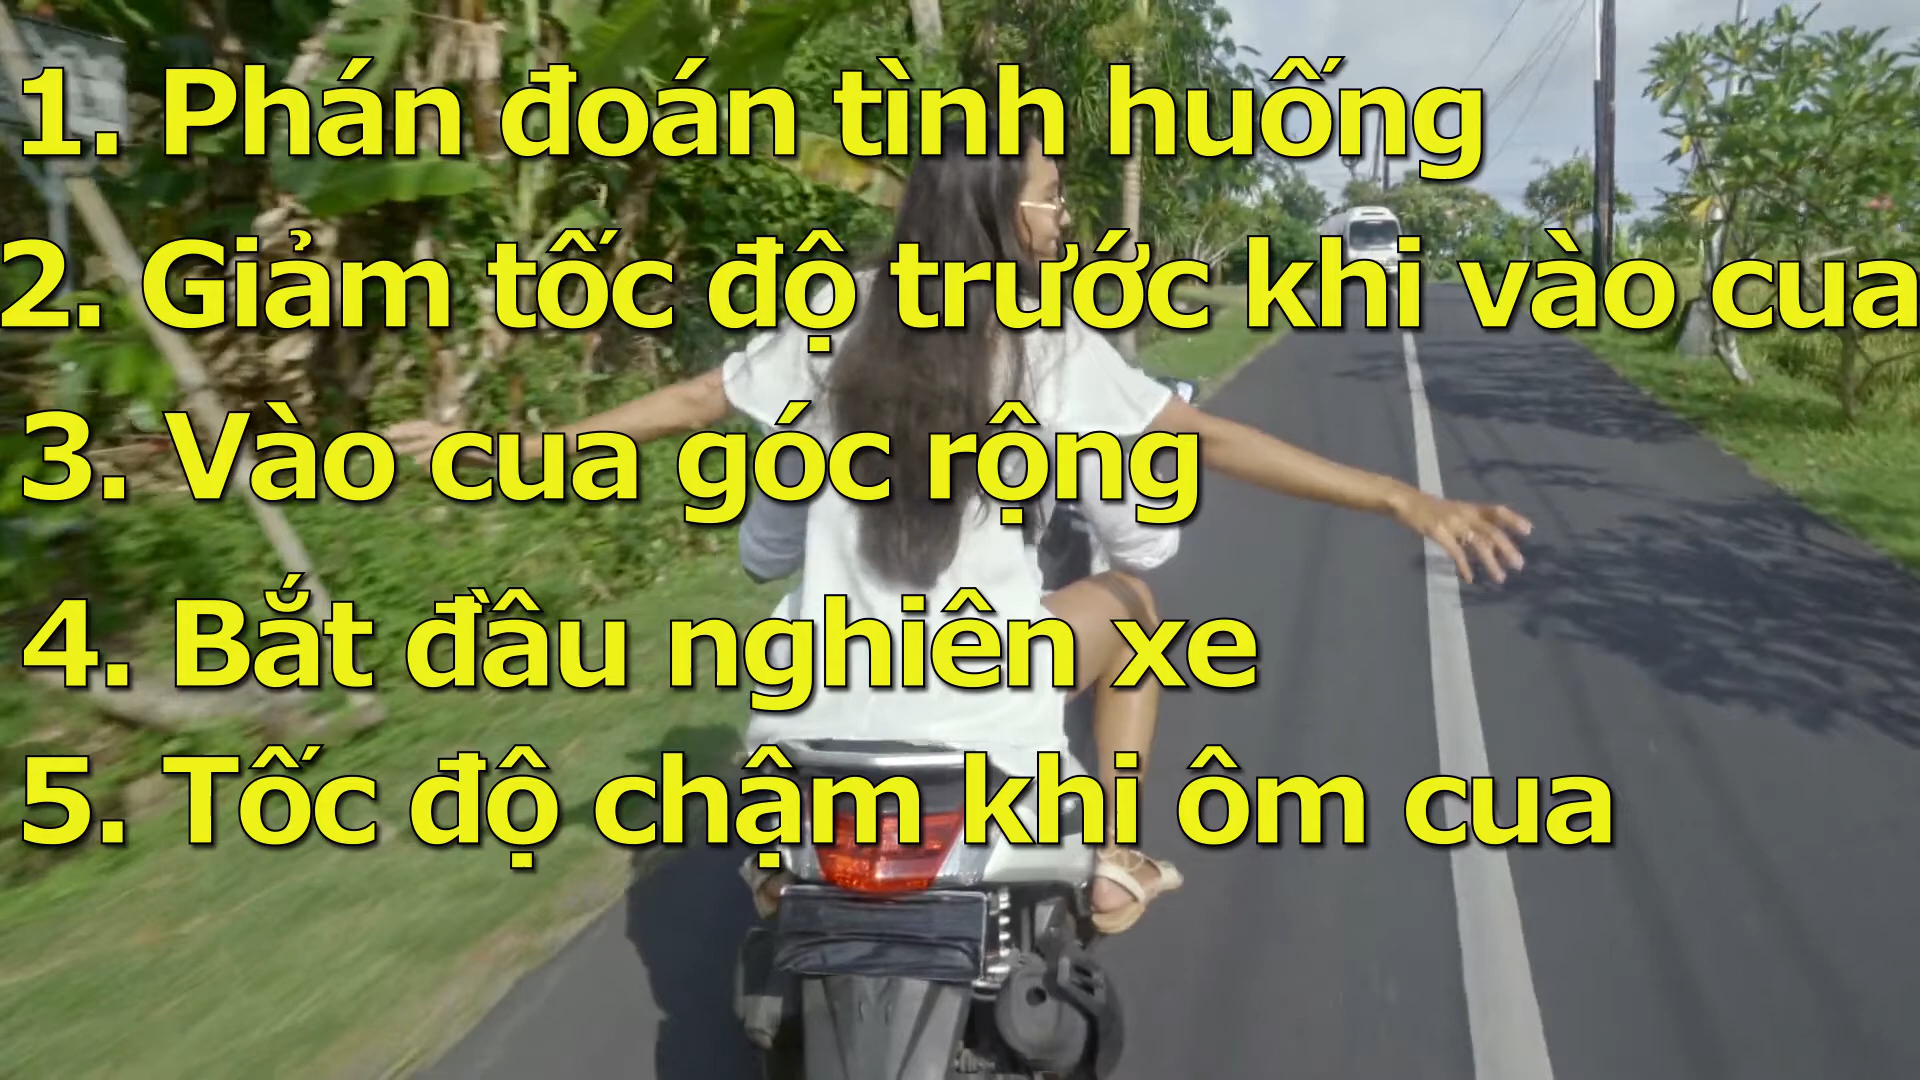 1. Phán đoán tình huống
2. Giảm tốc độ trước khi vào cua
3. Vào cua góc rộng
4. Bắt đầu nghiên xe
5. Tốc độ chậm khi ôm cua